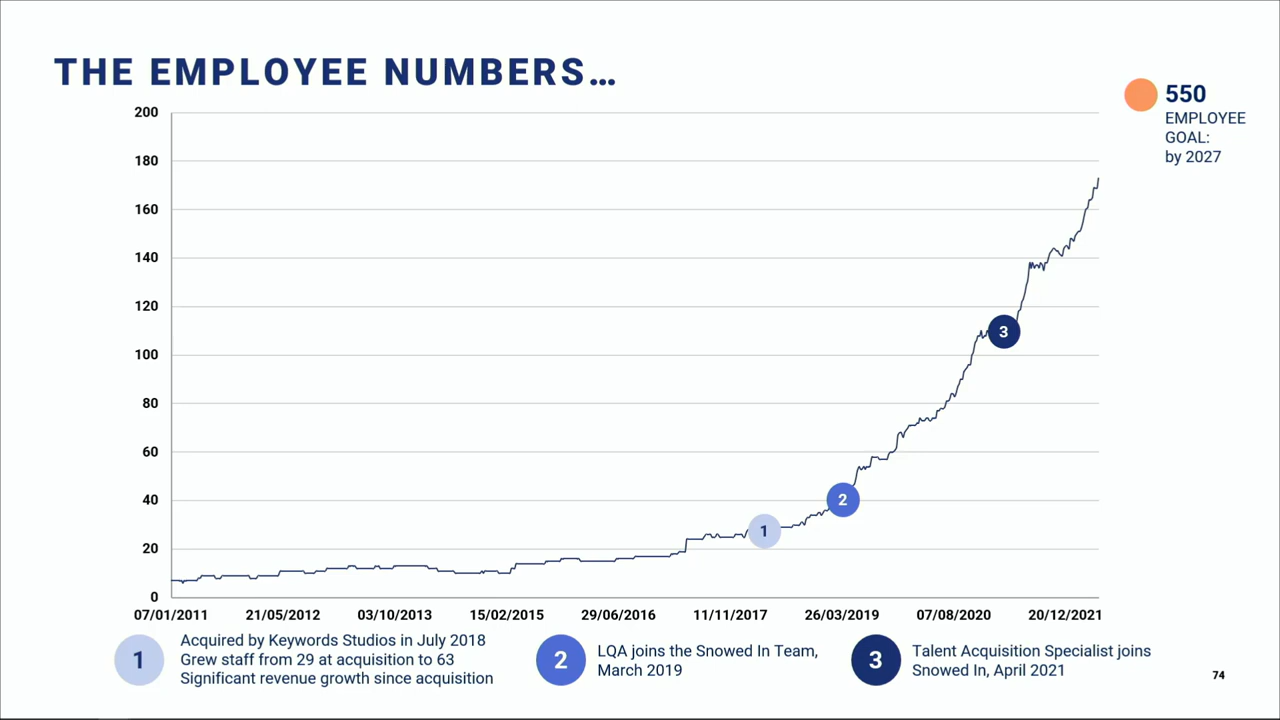 THE EMPLOYEE NUMBERS…
550
EMPLOYEE
GOAL:
by 2027
200
180
160
140
120
100
80
60
40
20
0
3
2
1
07/01/2011 21/05/2012 03/10/2013 15/02/2015 29/06/2016 11/11/2017 26/03/2019 07/08/2020 20/12/2021
1
Acquired by Keywords Studios in July 2018
Grew staff from 29 at acquisition to 63
Significant revenue growth since acquisition
2
LQA joins the Snowed In Team,
March 2019
3
Talent Acquisition Specialist joins
Snowed In, April 2021
74